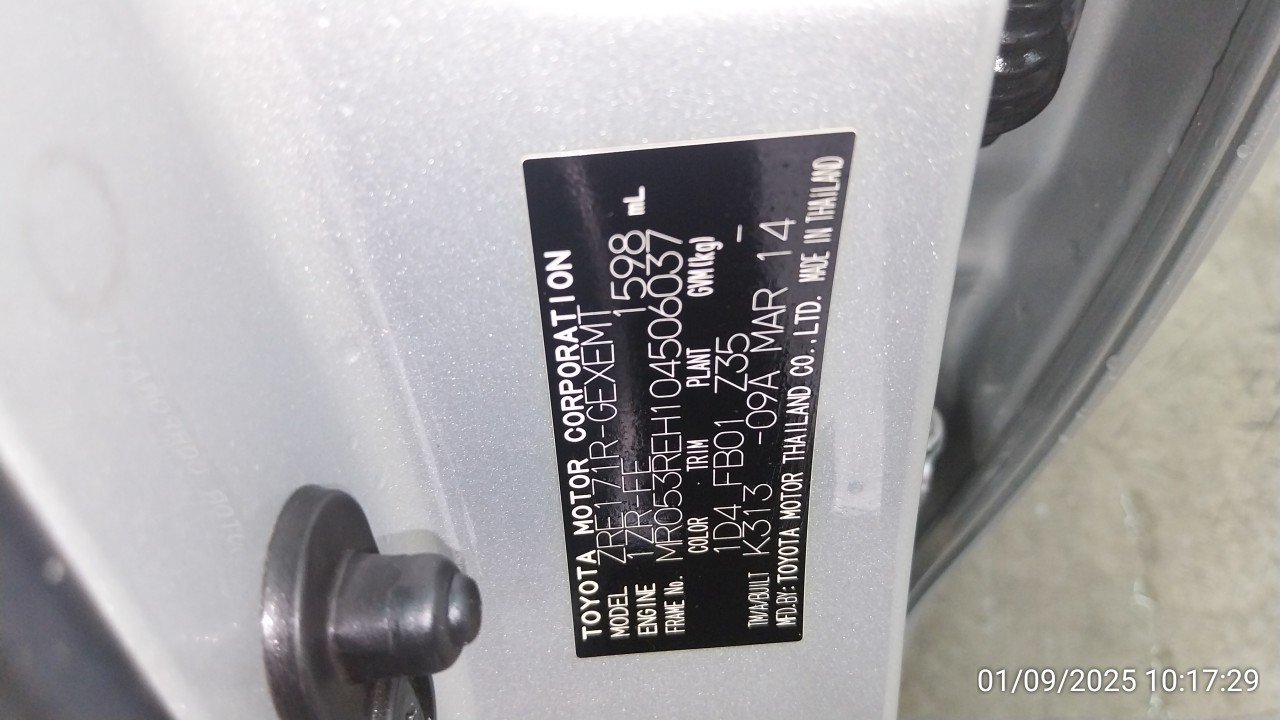 TOYOTA MOTOR CORPORATION
MODEL ZRE171R-GEXEMT
ENGINE 1ZR-FE 1598 mL
FRAME No. MR053REH104506037
COLOR TRIM PLANT GVM(kg)
1D4 FB01 Z35 -
TM/A/BUILT K313 -09A MAR 14
MFD.BY: TOYOTA MOTOR THAILAND CO.,LTD. MADE IN THAILAND
01/09/2025 10:17:29